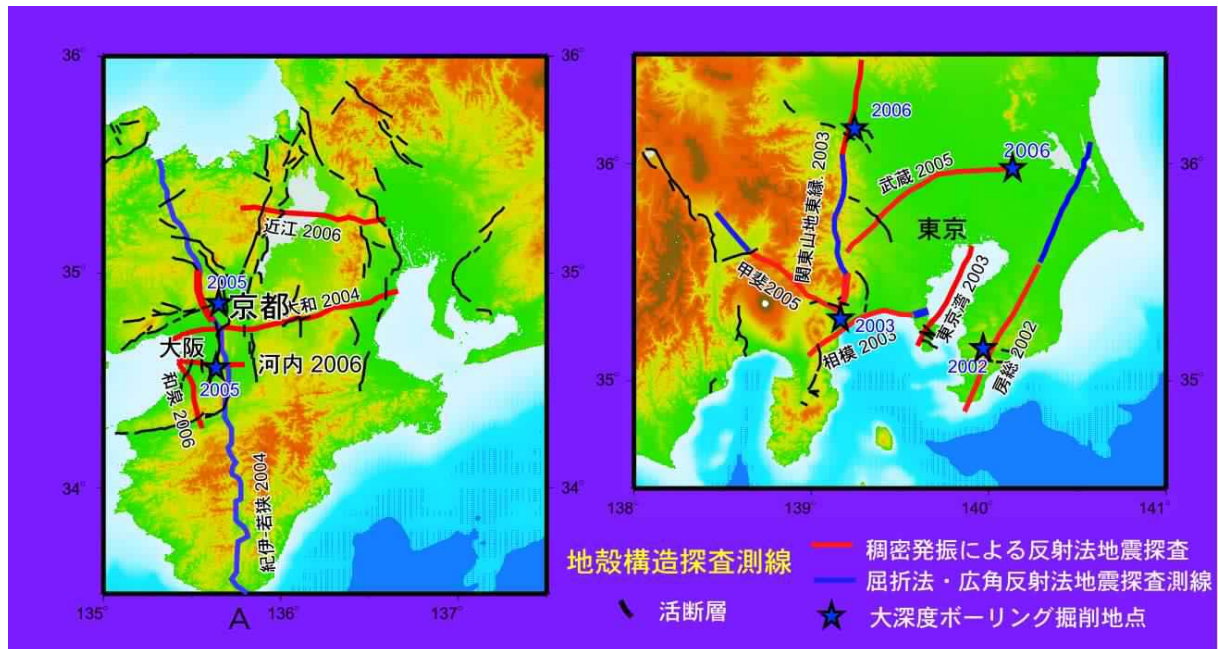 36°
35°
34°
135°
136°
137°
近江 2006
2005
京都
大和 2004
大阪
河内 2006
2005
和泉 2006
紀伊-若狭 2004
A
36°
35°
138°
139°
140°
141°
2006
2006
武蔵 2005
関東山地東縁. 2003
東京
甲斐2005
2003
相模 2003
東京湾 2003
2002
房総 2002
地殻構造探査測線
活断層
稠密発振による反射法地震探査
屈折法・広角反射法地震探査測線
大深度ボーリング掘削地点